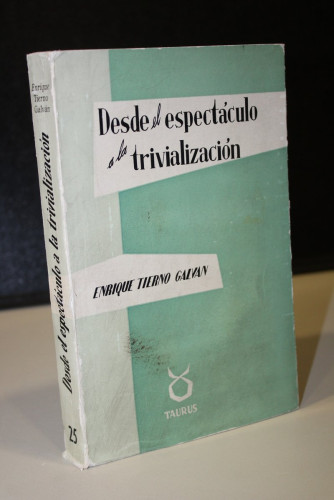 Enrique
Tierno
Galván
Desde el espectáculo a la trivialización
25
Desde el espectáculo
a la trivialización
ENRIQUE TIERNO GALVAN
TAURUS